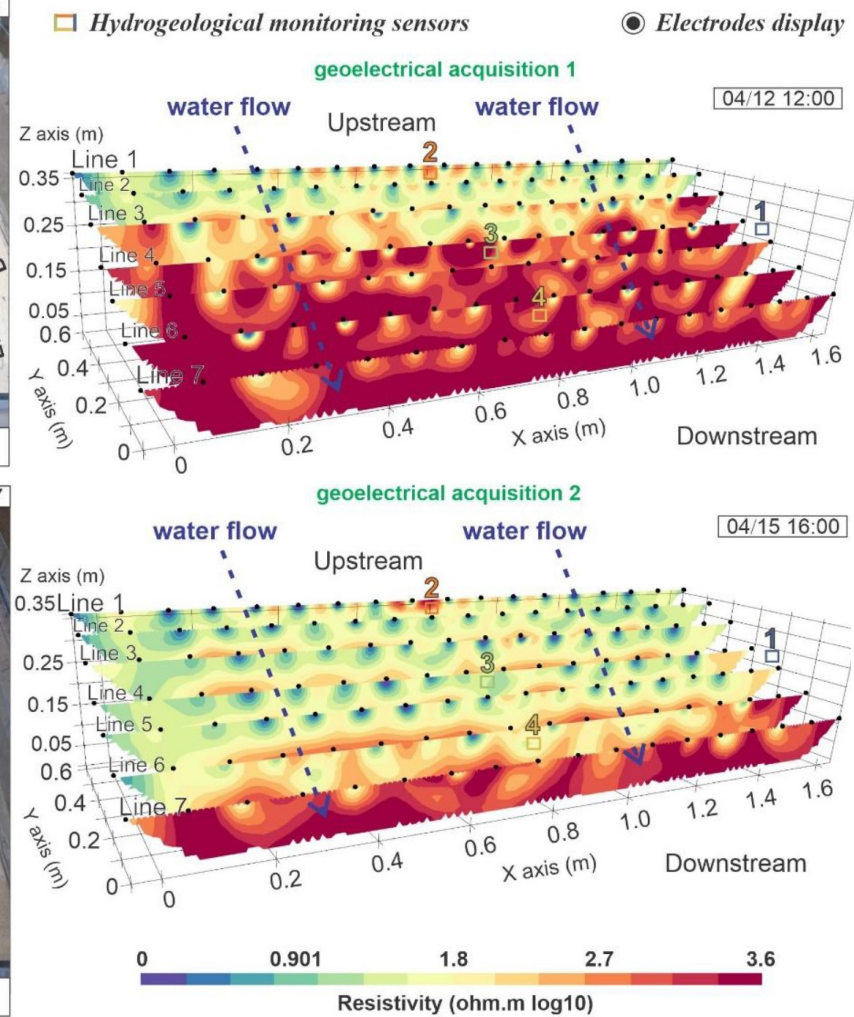 Hydrogeological monitoring sensors
Electrodes display
geoelectrical acquisition 1
04/12 12:00
water flow
Upstream
water flow
Z axis (m)
Line 1
2
0.35
Line 2
Line 3
1
0.25
3
Line 4
0.15
Line 5
4
0.05
Line 6
0.6
1.6
0.4
Line 7
1.4
1.2
0.2
1.0
0.8
Y axis (m)
0.6
0.4
X axis (m)
0.2
Downstream
0
0
geoelectrical acquisition 2
04/15 16:00
water flow
water flow
Upstream
Z axis (m)
2
0.35
Line 1
Line 2
1
Line 3
0.25
3
Line 4
0.15
Line 5
4
0.05
Line 6
0.6
1.6
0.4
Line 7
1.4
1.2
1.0
0.2
0.8
Y axis (m)
0.6
0.4
X axis (m)
Downstream
0.2
0
0
0 0.901 1.8 2.7 3.6
Resistivity (ohm.m log10)